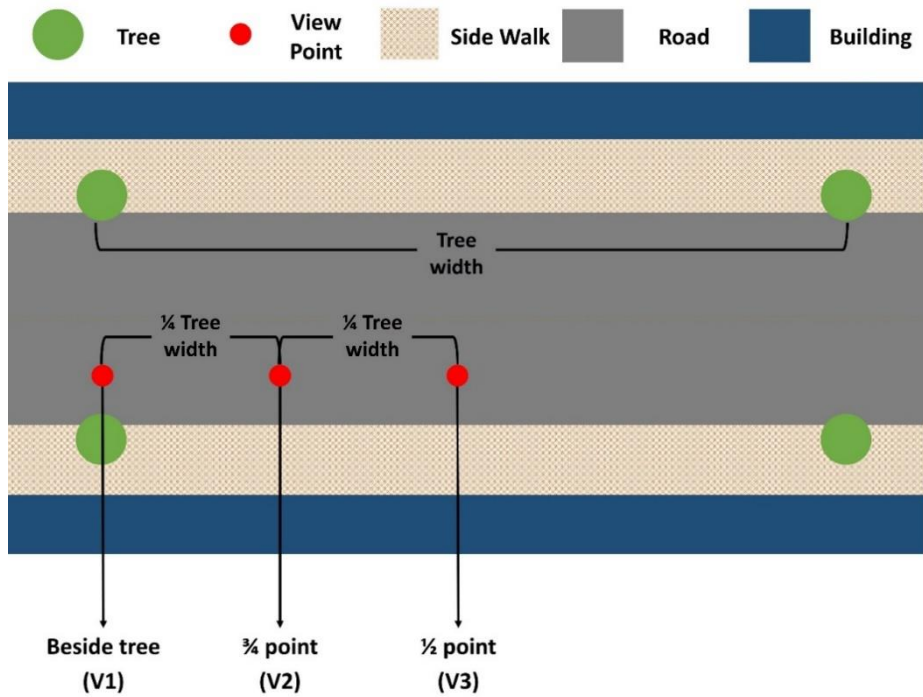 Tree
View
Point
Side Walk
Road
Building
Tree
width
¼ Tree
width
¼ Tree
width
Beside tree
(V1)
¾ point
(V2)
½ point
(V3)